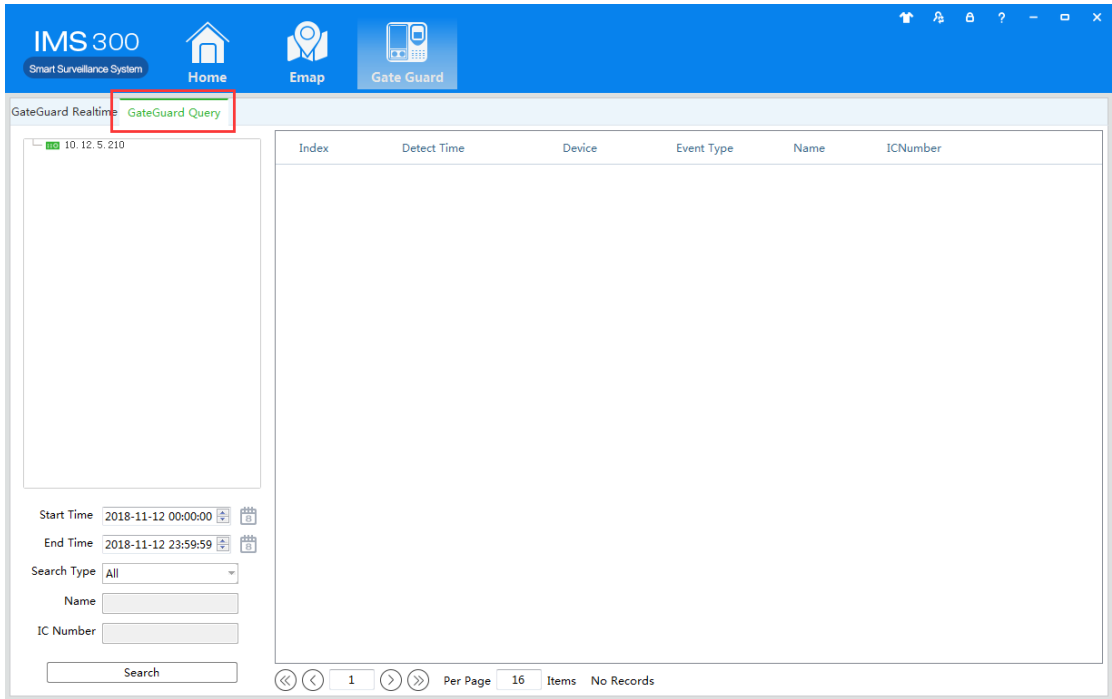 IMS 300
Smart Surveillance System
Home
Emap
Gate Guard
?
GateGuard Realtime
GateGuard Query
10.12.5.210
Index Detect Time Device Event Type Name ICNumber
Start Time 2018-11-12 00:00:00
8
End Time 2018-11-12 23:59:59
8
Search Type All
Name
IC Number
Search
1 Per Page 16 Items No Records